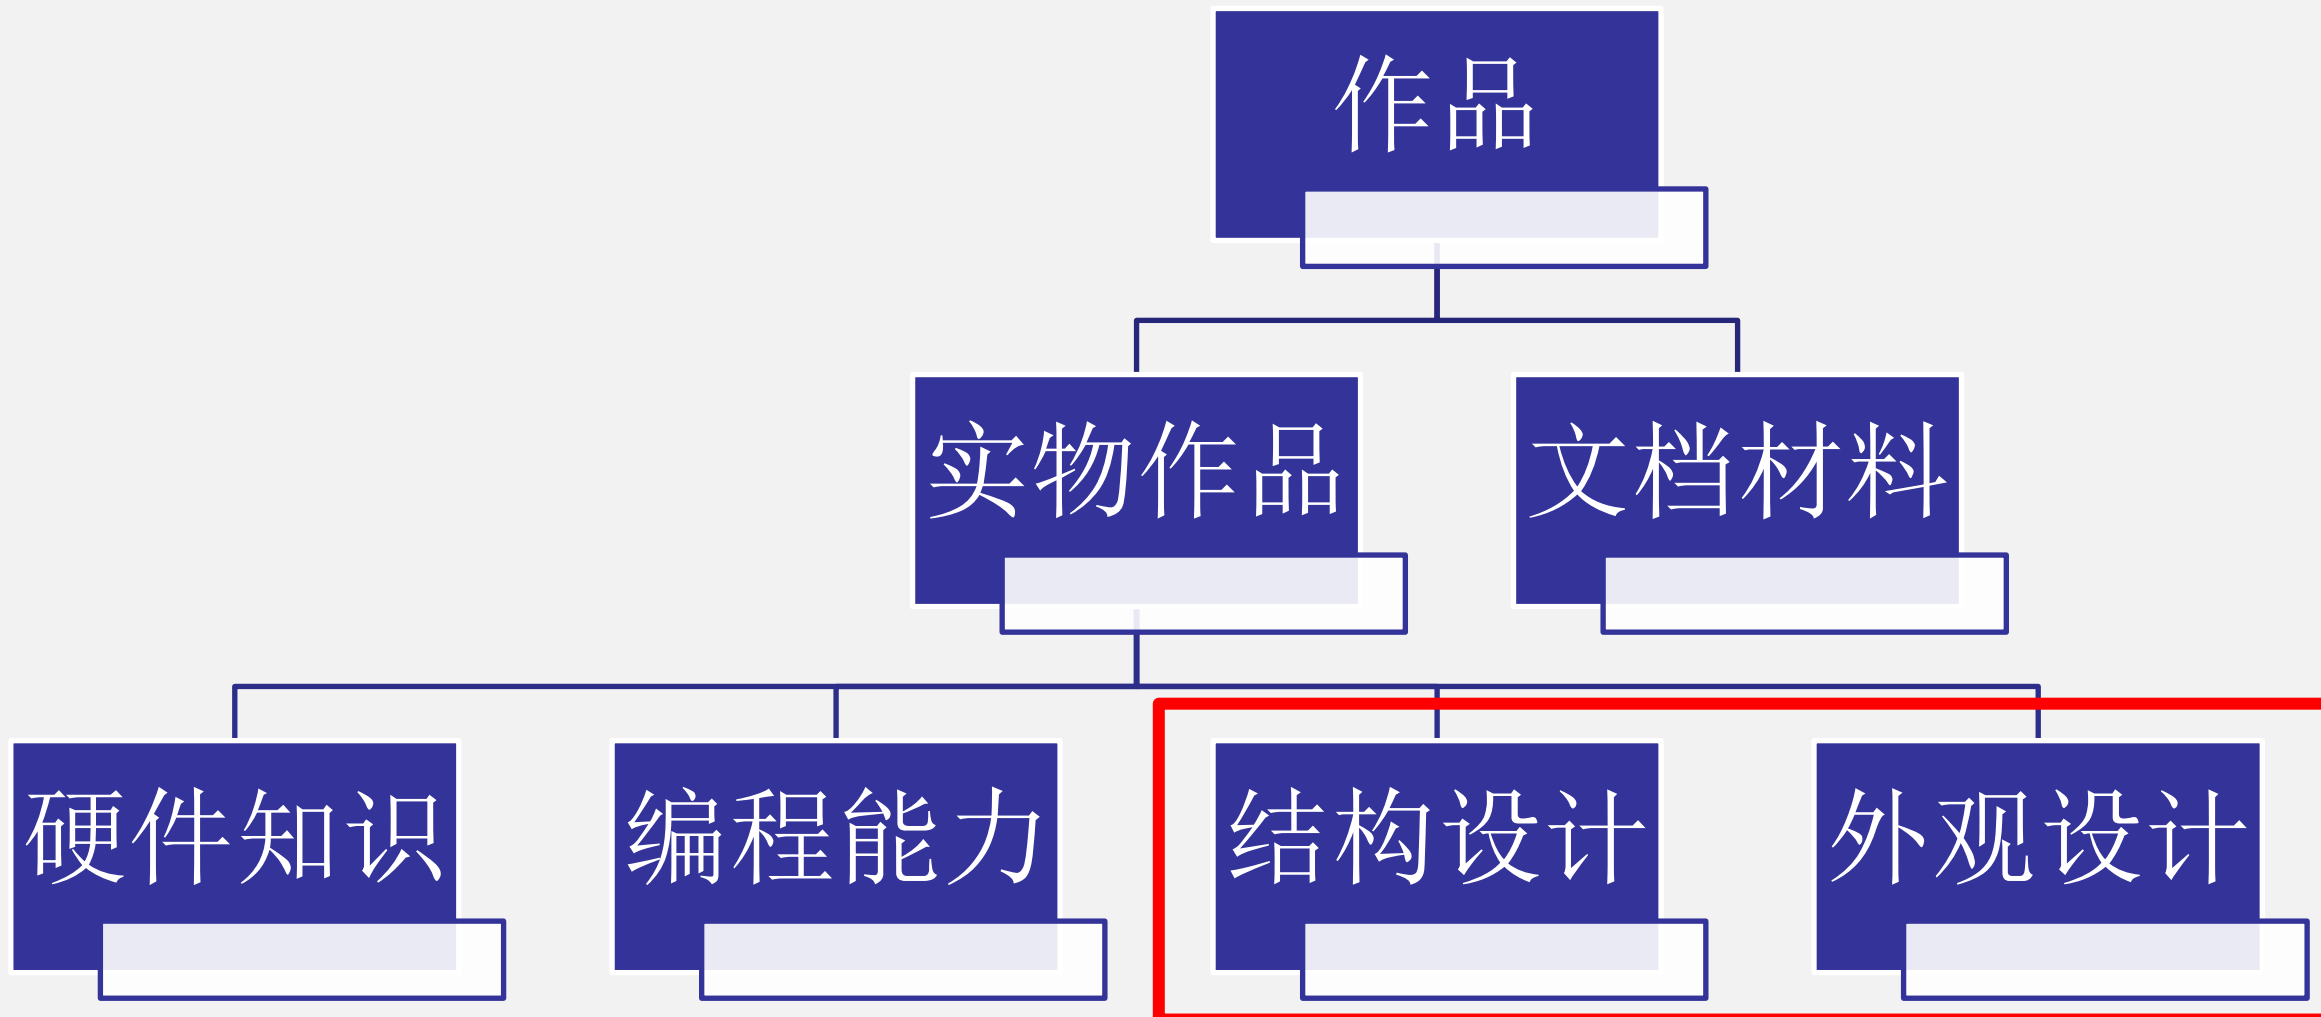 作品
实物作品
文档材料
硬件知识
编程能力
结构设计
外观设计